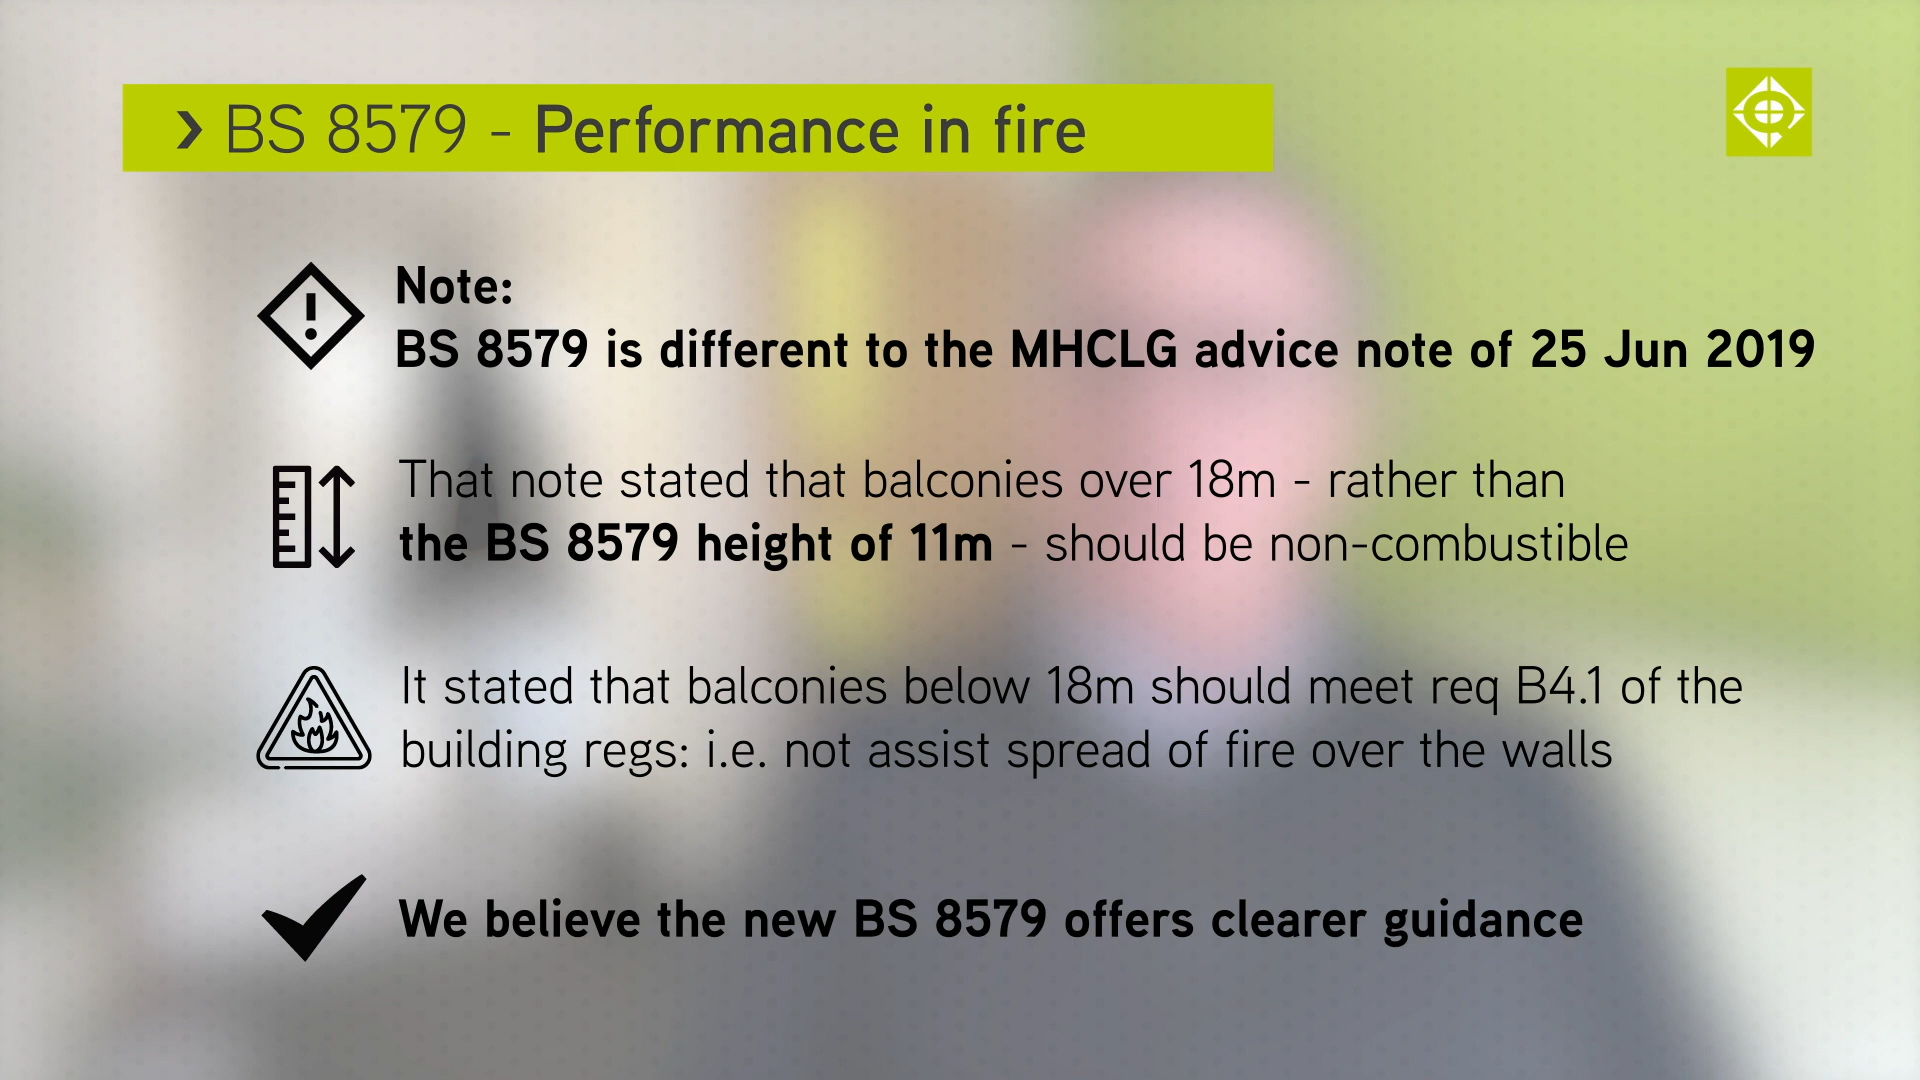 BS 8579 - Performance in fire
Note:
BS 8579 is different to the MHCLG advice note of 25 Jun 2019
That note stated that balconies over 18m - rather than
the BS 8579 height of 11m - should be non-combustible
It stated that balconies below 18m should meet req B4.1 of the
building regs: i.e. not assist spread of fire over the walls
We believe the new BS 8579 offers clearer guidance